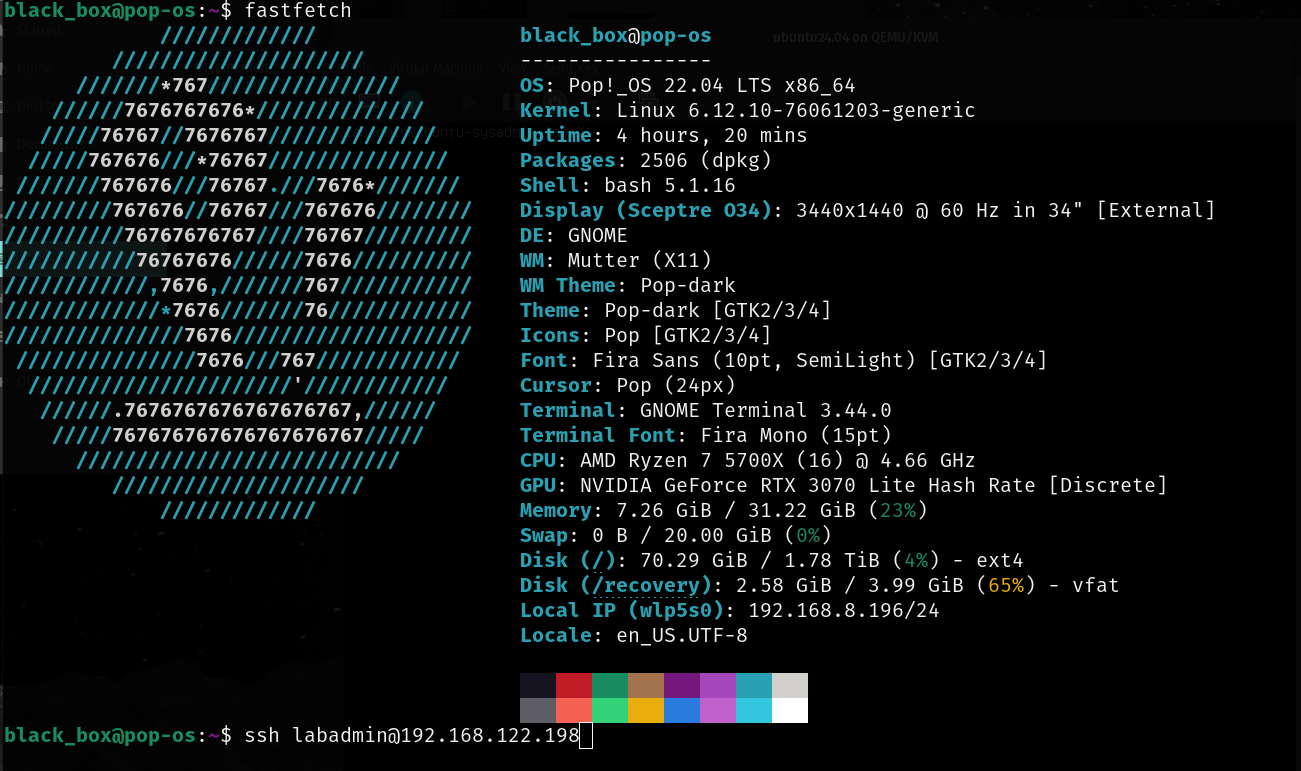 black_box@pop-os:~$ fastfetch
/////////////
/////////////////////
///////*767////////////////
//////7676767676*//////////////
/////76767//7676767//////////////
/////767676///*76767///////////////
///////767676///76767.///7676*///////
/////////767676//76767///767676////////
//////////76767676767////76767/////////
///////////76767676//////7676//////////
////////////,7676,///////767///////////
/////////////*7676///////76////////////
///////////////7676////////////////////
///////////////7676///767////////////
//////////////////////'////////////
//////.7676767676767676767,//////
/////767676767676767676767/////
///////////////////////////
/////////////////////
/////////////
black_box@pop-os
----------------
OS: Pop!_OS 22.04 LTS x86_64
Kernel: Linux 6.12.10-76061203-generic
Uptime: 4 hours, 20 mins
Packages: 2506 (dpkg)
Shell: bash 5.1.16
Display (Sceptre O34): 3440x1440 @ 60 Hz in 34" [External]
DE: GNOME
WM: Mutter (X11)
WM Theme: Pop-dark
Theme: Pop-dark [GTK2/3/4]
Icons: Pop [GTK2/3/4]
Font: Fira Sans (10pt, SemiLight) [GTK2/3/4]
Cursor: Pop (24px)
Terminal: GNOME Terminal 3.44.0
Terminal Font: Fira Mono (15pt)
CPU: AMD Ryzen 7 5700X (16) @ 4.66 GHz
GPU: NVIDIA GeForce RTX 3070 Lite Hash Rate [Discrete]
Memory: 7.26 GiB / 31.22 GiB (23%)
Swap: 0 B / 20.00 GiB (0%)
Disk (/): 70.29 GiB / 1.78 TiB (4%) - ext4
Disk (/recovery): 2.58 GiB / 3.99 GiB (65%) - vfat
Local IP (wlp5s0): 192.168.8.196/24
Locale: en_US.UTF-8
black_box@pop-os:~$ ssh labadmin@192.168.122.198
ubuntu24.04 on QEMU/KVM
Starred
Home
Virtual Machine